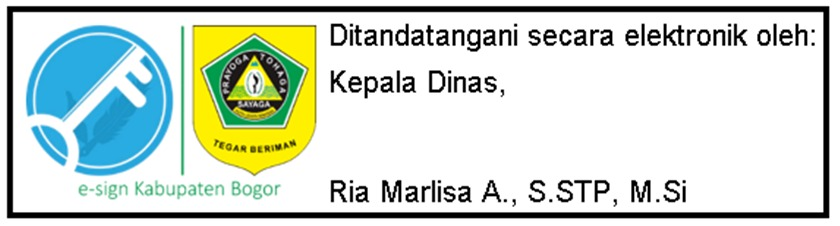 PRAYOGA TOHAGA
SAYAGA
TEGAR BERIMAN
e-sign Kabupaten Bogor
Ditandatangani secara elektronik oleh:
Kepala Dinas,
Ria Marlisa A., S.STP, M.Si